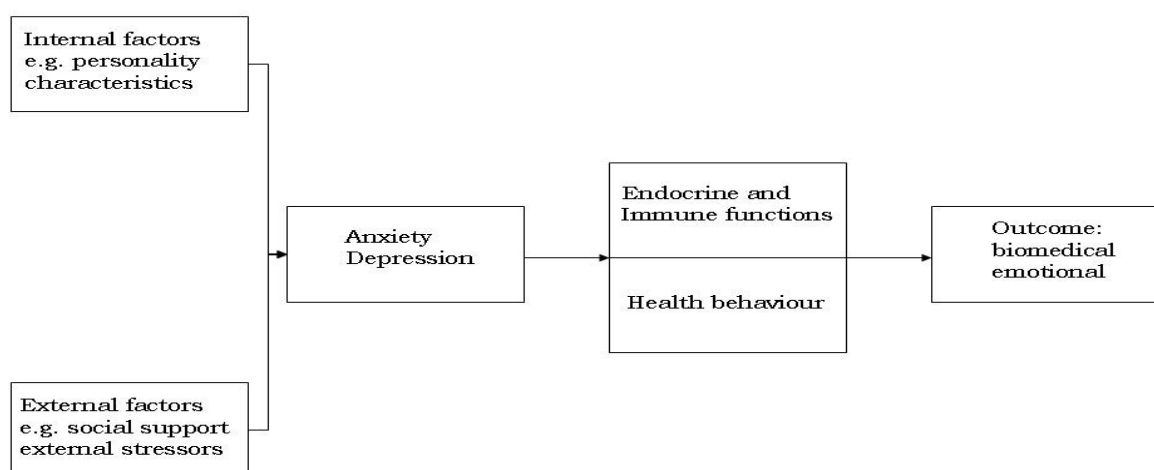 Internal factors
e.g. personality
characteristics
Anxiety
Depression
Endocrine and
Immune functions
Health behaviour
Outcome:
biomedical
emotional
External factors
e.g. social support
external stressors